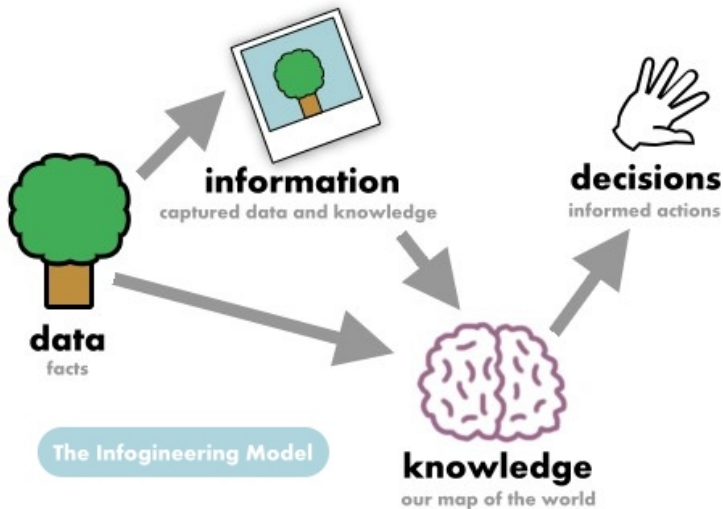 information
captured data and knowledge
decisions
informed actions
data
facts
The Infogineering Model
knowledge
our map of the world